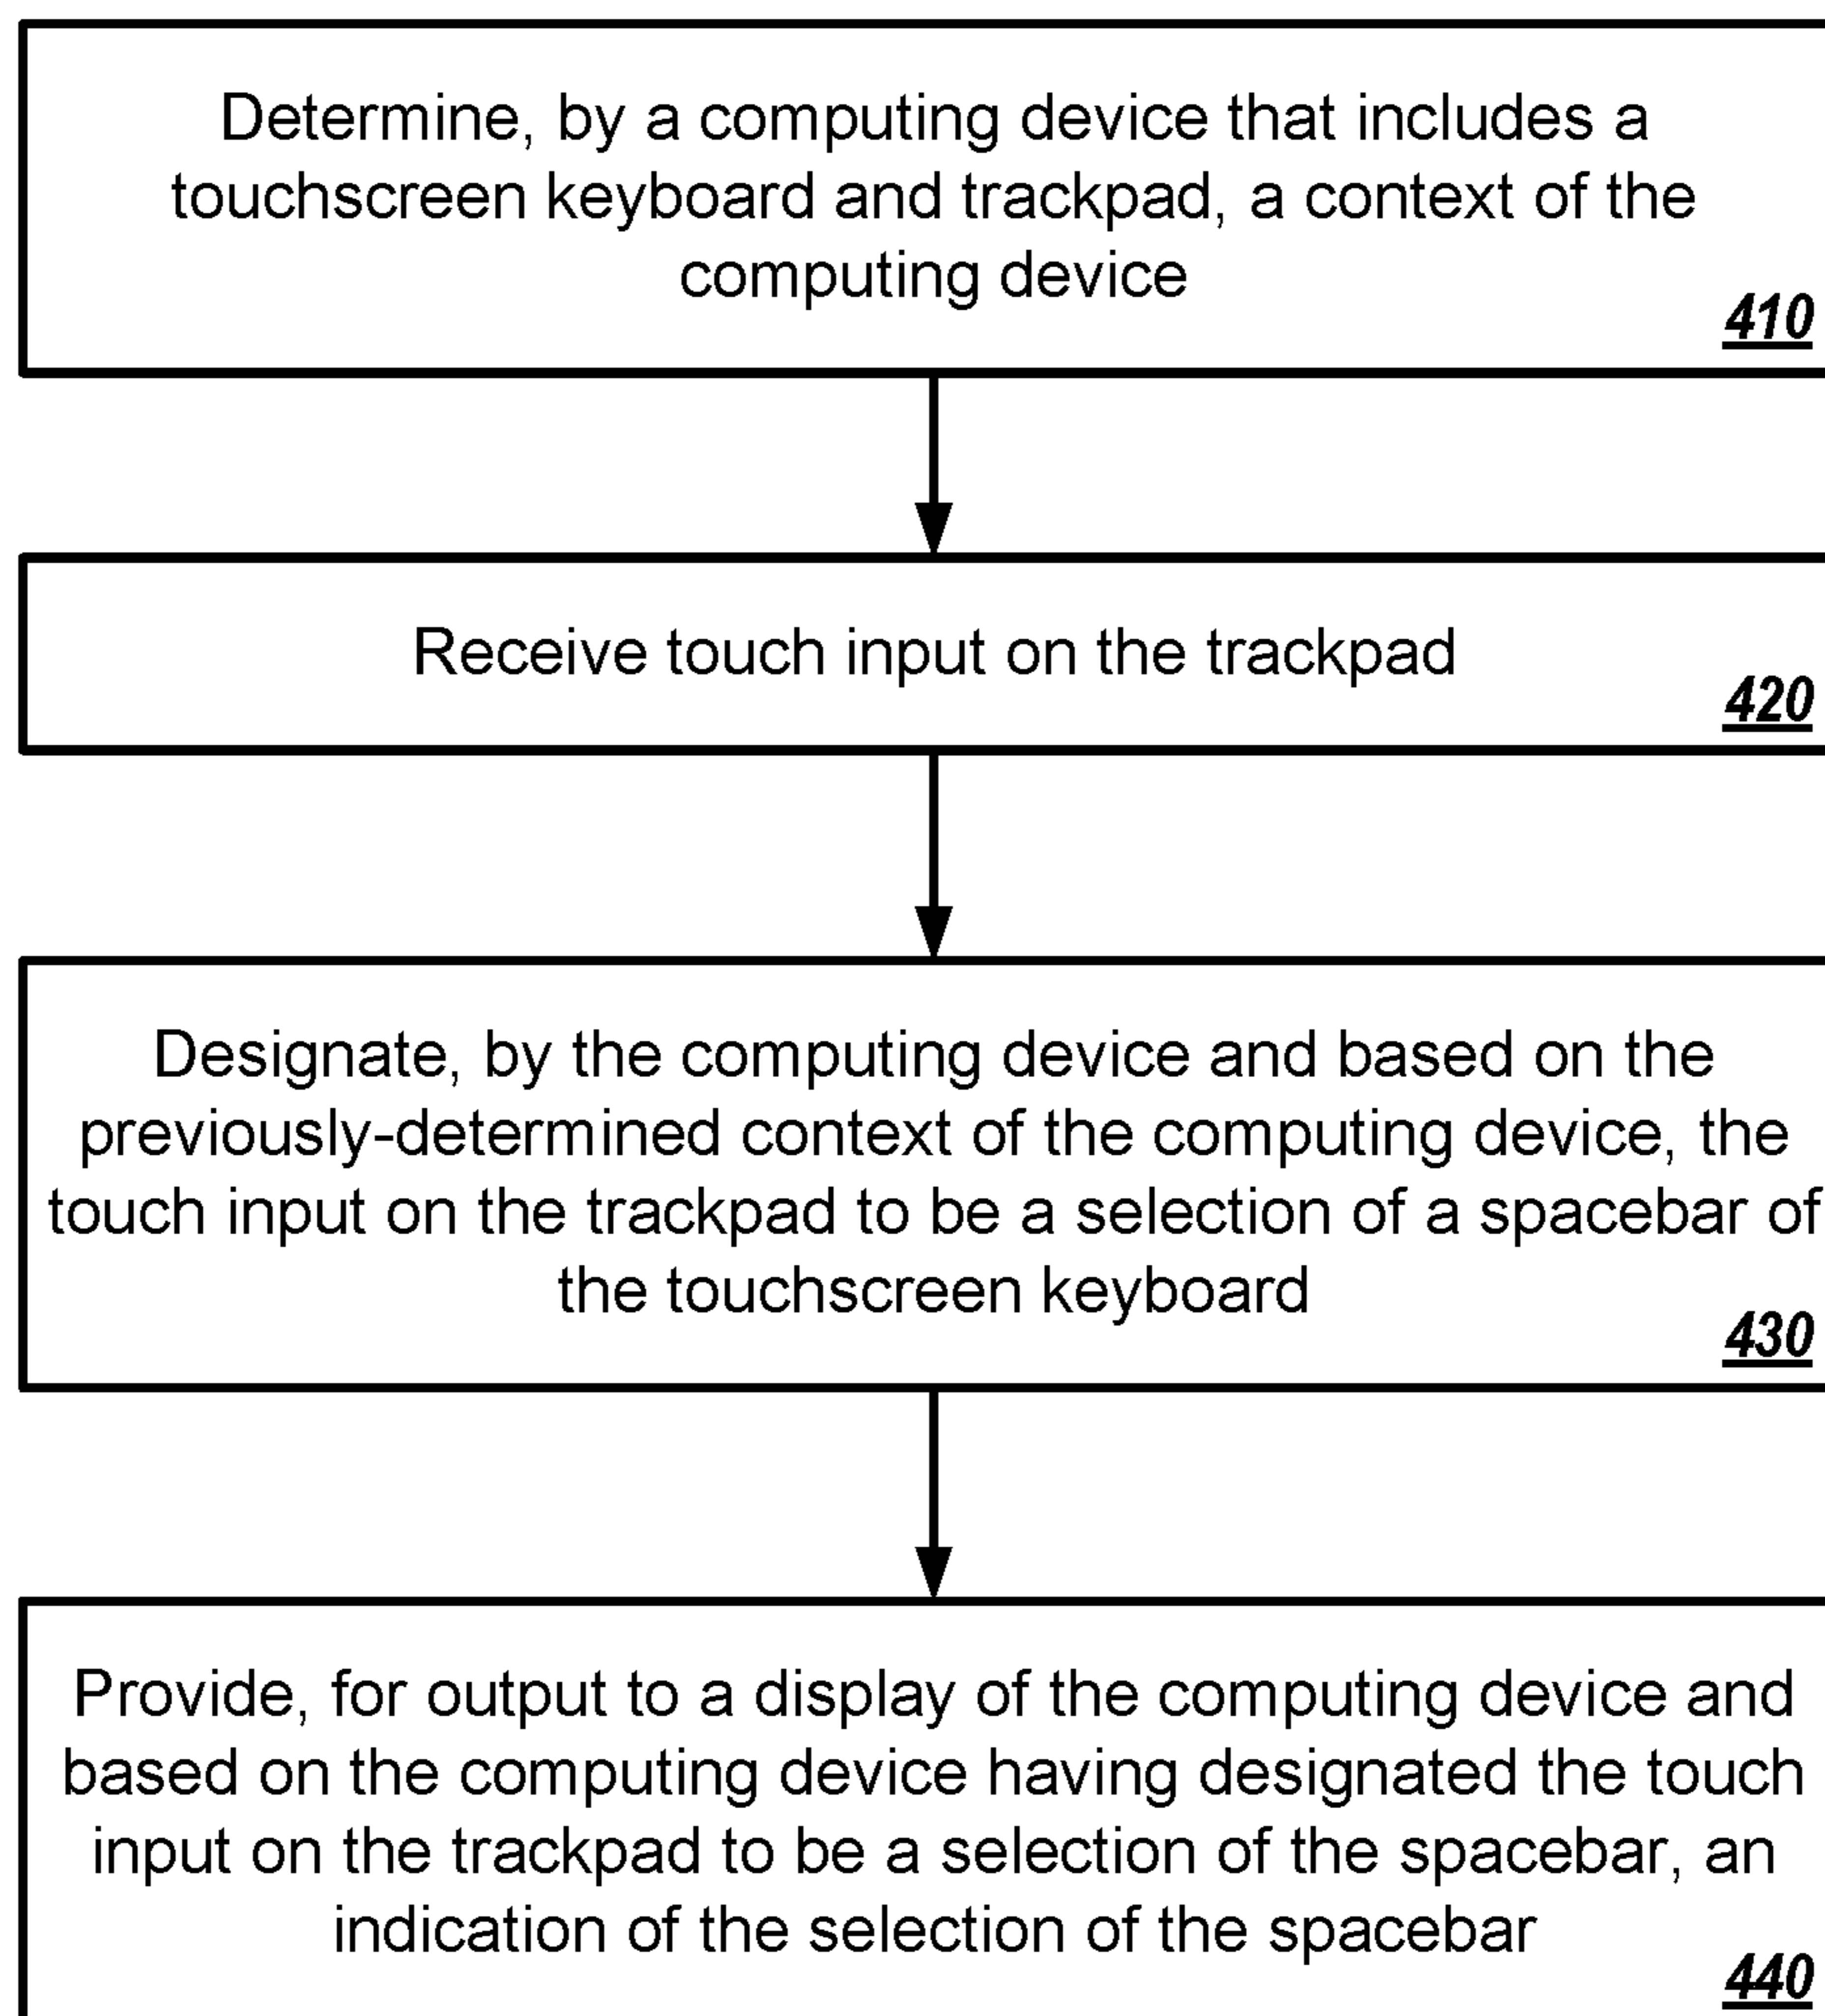 Determine, by a computing device that includes a
touchscreen keyboard and trackpad, a context of the
computing device
410
Receive touch input on the trackpad
420
Designate, by the computing device and based on the
previously-determined context of the computing device, the
touch input on the trackpad to be a selection of a spacebar of
the touchscreen keyboard
430
Provide, for output to a display of the computing device and
based on the computing device having designated the touch
input on the trackpad to be a selection of the spacebar, an
indication of the selection of the spacebar
440